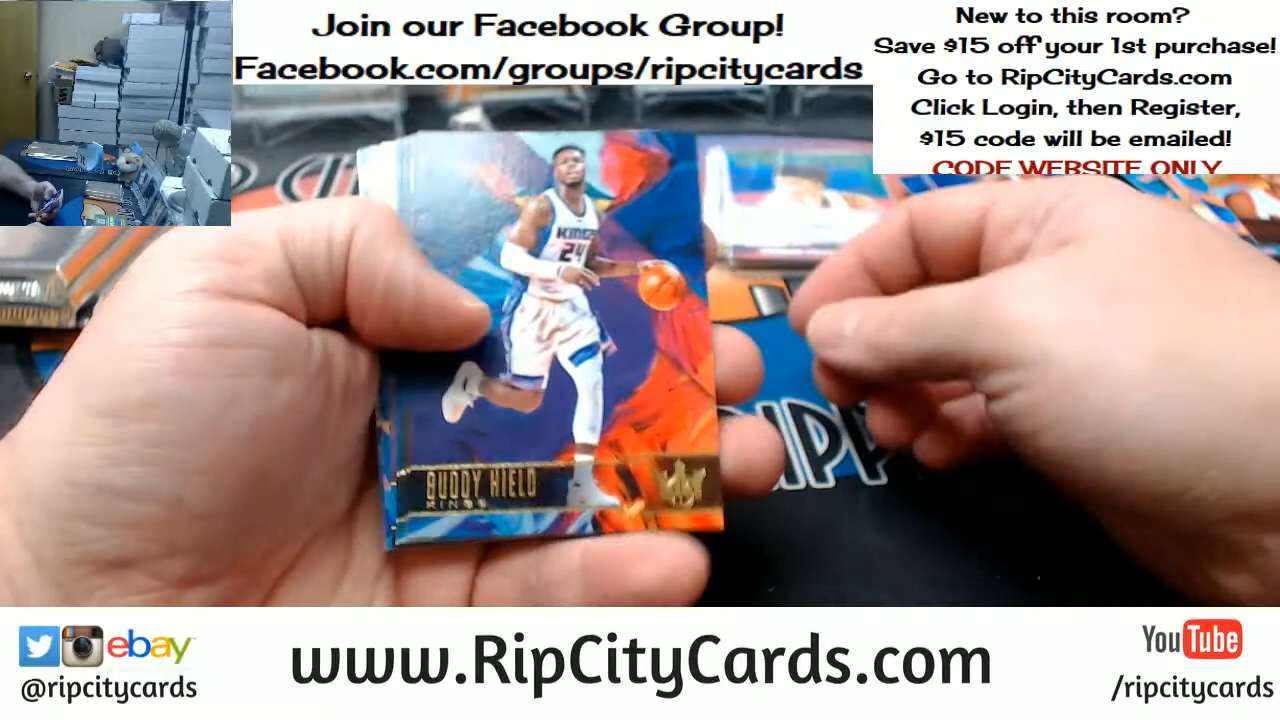 Join our Facebook Group!
Facebook.com/groups/ripcitycards
New to this room?
Save $15 off your 1st purchase!
Go to RipCityCards.com
Click Login, then Register,
$15 code will be emailed!
CODE WEBSITE ONLY
KINGS
24
BUDDY HIELD
KINGS
RIPP
ebay
@ripcitycards
www.RipCityCards.com
YouTube
/ripcitycards